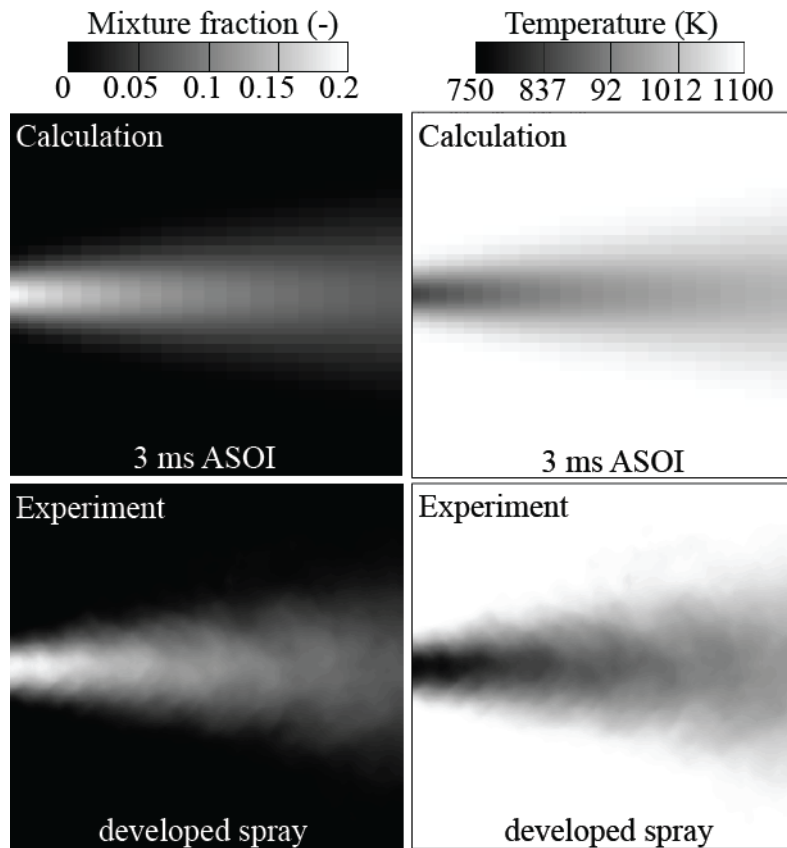 Mixture fraction (-)
0 0.05 0.1 0.15 0.2
Temperature (K)
750 837 92 1012 1100
Calculation
3 ms ASOI
Calculation
3 ms ASOI
Experiment
developed spray
Experiment
developed spray